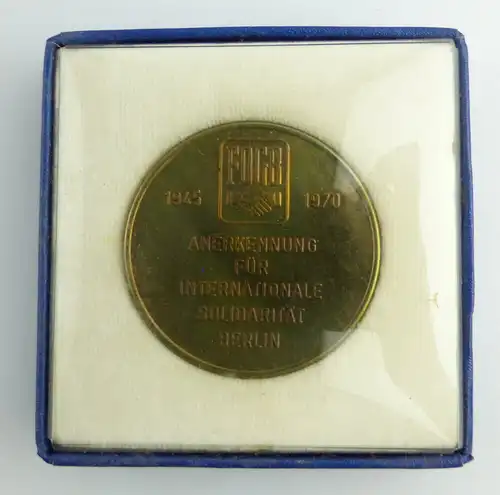 FDGB
1945 1970
ANERKENNUNG
FÜR
INTERNATIONALE
SOLIDARITÄT
BERLIN